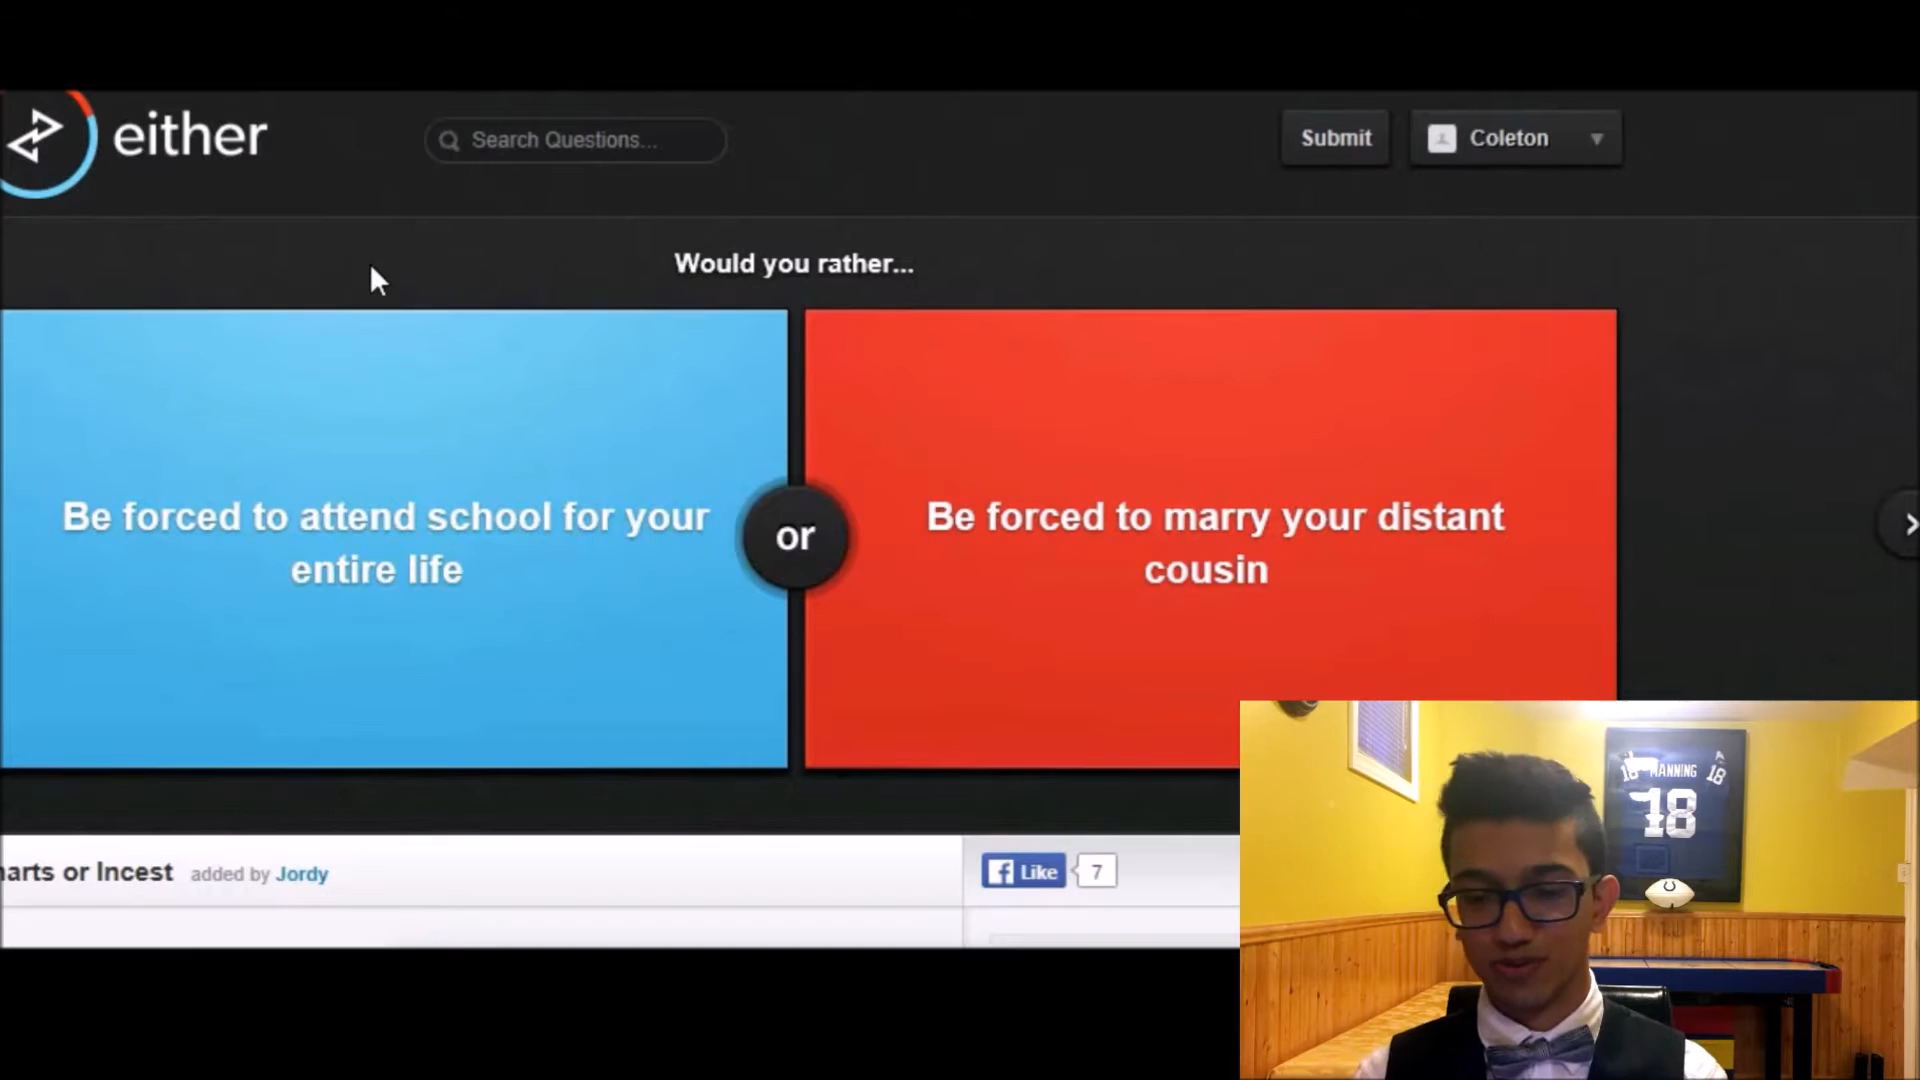 either
Search Questions...
Submit
Coleton
Would you rather...
Be forced to attend school for your
entire life
or
Be forced to marry your distant
cousin
arts or Incest added by Jordy
Like
7
MANNING
18
18
18